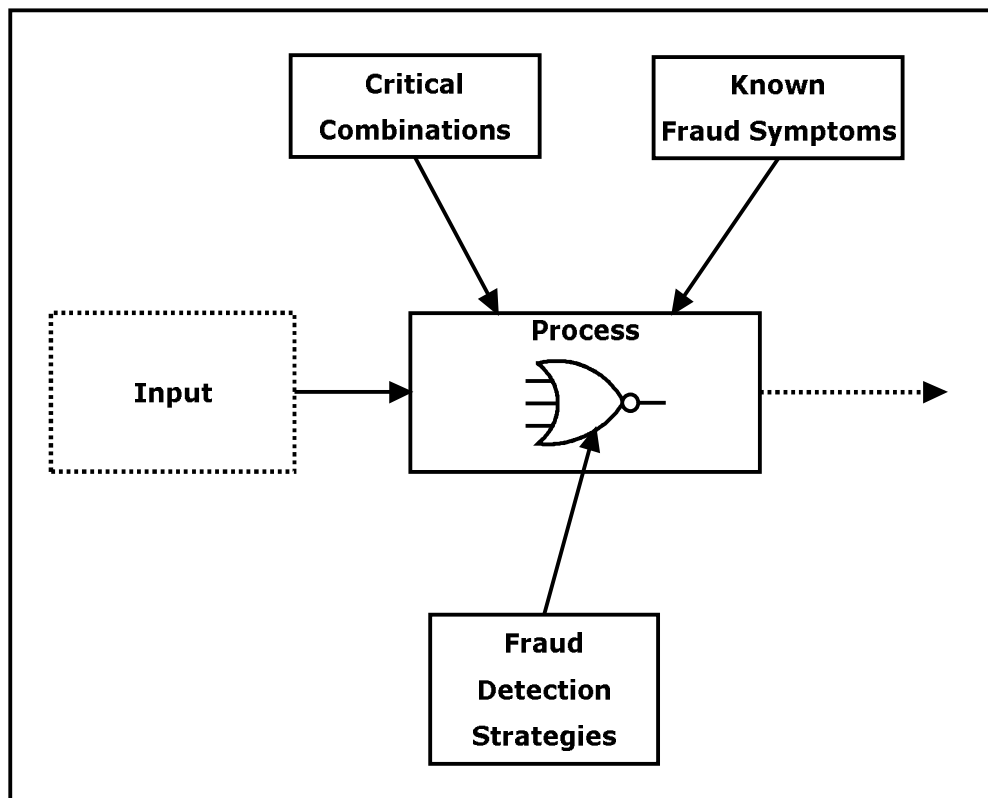 Critical
Combinations
Known
Fraud Symptoms
Input
Process
Fraud
Detection
Strategies